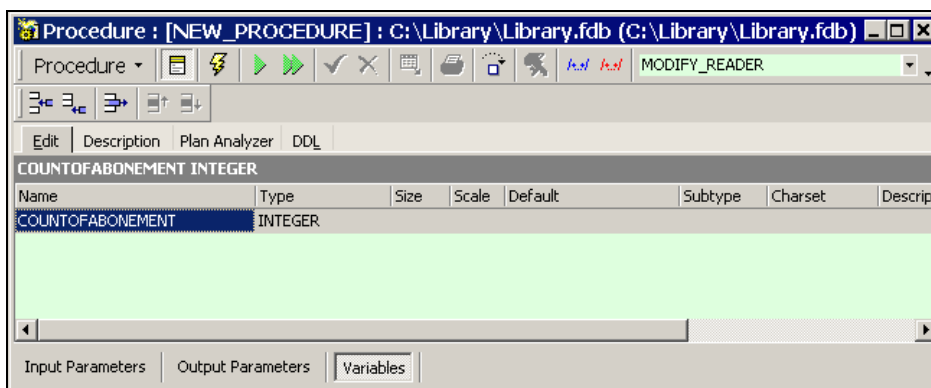 Procedure : [NEW_PROCEDURE] : C:\Library\Library.fdb (C:\Library\Library.fdb)
Procedure MODIFY_READER
Edit Description Plan Analyzer DDL
COUNTOFABONEMENT INTEGER
Name Type Size Scale Default Subtype Charset Descrip
COUNTOFABONEMENT INTEGER
Input Parameters Output Parameters Variables